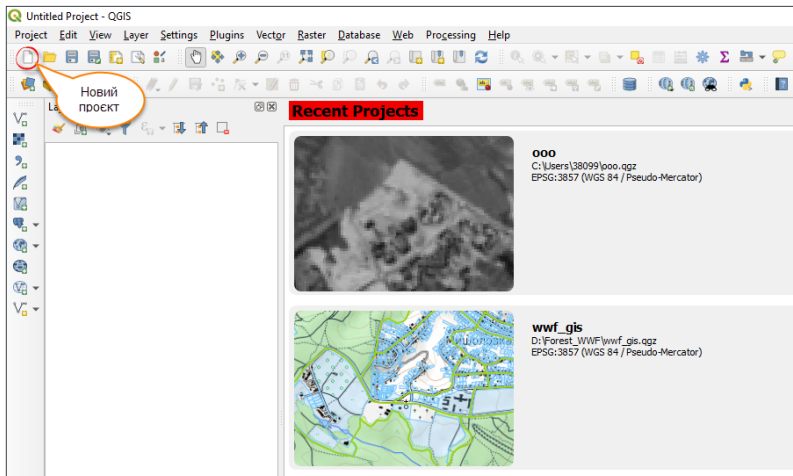 Untitled Project - QGIS
Project Edit View Layer Settings Plugins Vector Raster Database Web Processing Help
Новий
проєкт
Recent Projects
ooo
C:\Users\38099\ooo.qgz
EPSG:3857 (WGS 84 / Pseudo-Mercator)
Мишоловка
wwf_gis
D:\Forest_WWF\wwf_gis.qgz
EPSG:3857 (WGS 84 / Pseudo-Mercator)